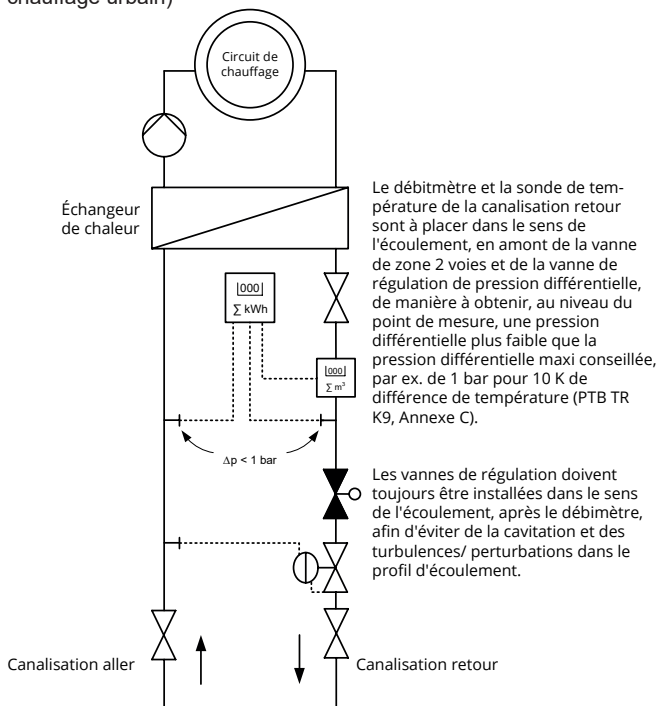 chauffage urbain)
Circuit de
chauffage
Échangeur
de chaleur
Le débitmètre et la sonde de tem-
pérature de la canalisation retour
sont à placer dans le sens de
l'écoulement, en amont de la vanne
de zone 2 voies et de la vanne de
régulation de pression différentielle,
de manière à obtenir, au niveau du
point de mesure, une pression
différentielle plus faible que la
pression différentielle maxi conseillée,
par ex. de 1 bar pour 10 K de
différence de température (PTB TR
K9, Annexe C).
|000|
∑ kWh
|000|
∑ m³
Δp < 1 bar
Les vannes de régulation doivent
toujours être installées dans le sens
de l'écoulement, après le débimètre,
afin d'éviter de la cavitation et des
turbulences/ perturbations dans le
profil d'écoulement.
Canalisation aller
Canalisation retour